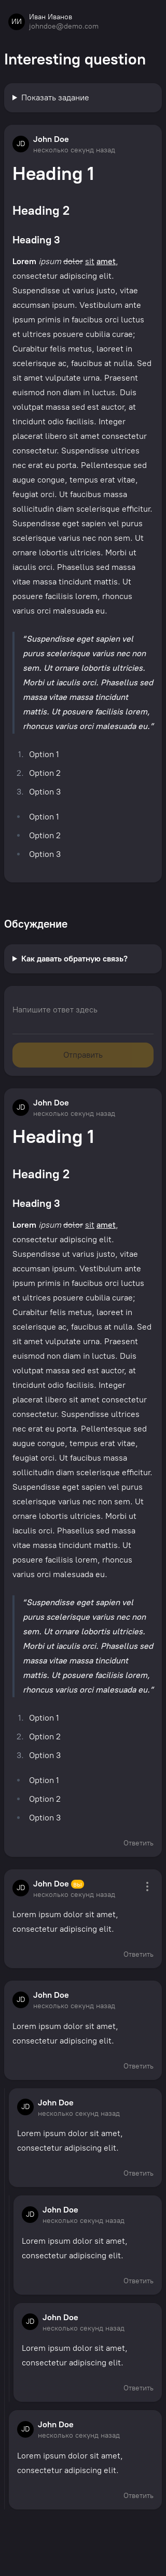 ИИ
Иван Иванов
johndoe@demo.com
Interesting question
Показать задание
JD
John Doe
несколько секунд назад
Heading 1
Heading 2
Heading 3
Lorem ipsum dolor sit amet,
consectetur adipiscing elit.
Suspendisse ut varius justo, vitae
accumsan ipsum. Vestibulum ante
ipsum primis in faucibus orci luctus
et ultrices posuere cubilia curae;
Curabitur felis metus, laoreet in
scelerisque ac, faucibus at nulla. Sed
sit amet vulputate urna. Praesent
euismod non diam in luctus. Duis
volutpat massa sed est auctor, at
tincidunt odio facilisis. Integer
placerat libero sit amet consectetur
consectetur. Suspendisse ultrices
nec erat eu porta. Pellentesque sed
augue congue, tempus erat vitae,
feugiat orci. Ut faucibus massa
sollicitudin diam scelerisque efficitur.
Suspendisse eget sapien vel purus
scelerisque varius nec non sem. Ut
ornare lobortis ultricies. Morbi ut
iaculis orci. Phasellus sed massa
vitae massa tincidunt mattis. Ut
posuere facilisis lorem, rhoncus
varius orci malesuada eu.
“Suspendisse eget sapien vel
purus scelerisque varius nec non
sem. Ut ornare lobortis ultricies.
Morbi ut iaculis orci. Phasellus sed
massa vitae massa tincidunt
mattis. Ut posuere facilisis lorem,
rhoncus varius orci malesuada eu.”
1. Option 1
2. Option 2
3. Option 3
• Option 1
• Option 2
• Option 3
Обсуждение
Как давать обратную связь?
Напишите ответ здесь
Отправить
JD
John Doe
несколько секунд назад
Heading 1
Heading 2
Heading 3
Lorem ipsum dolor sit amet,
consectetur adipiscing elit.
Suspendisse ut varius justo, vitae
accumsan ipsum. Vestibulum ante
ipsum primis in faucibus orci luctus
et ultrices posuere cubilia curae;
Curabitur felis metus, laoreet in
scelerisque ac, faucibus at nulla. Sed
sit amet vulputate urna. Praesent
euismod non diam in luctus. Duis
volutpat massa sed est auctor, at
tincidunt odio facilisis. Integer
placerat libero sit amet consectetur
consectetur. Suspendisse ultrices
nec erat eu porta. Pellentesque sed
augue congue, tempus erat vitae,
feugiat orci. Ut faucibus massa
sollicitudin diam scelerisque efficitur.
Suspendisse eget sapien vel purus
scelerisque varius nec non sem. Ut
ornare lobortis ultricies. Morbi ut
iaculis orci. Phasellus sed massa
vitae massa tincidunt mattis. Ut
posuere facilisis lorem, rhoncus
varius orci malesuada eu.
“Suspendisse eget sapien vel
purus scelerisque varius nec non
sem. Ut ornare lobortis ultricies.
Morbi ut iaculis orci. Phasellus sed
massa vitae massa tincidunt
mattis. Ut posuere facilisis lorem,
rhoncus varius orci malesuada eu.”
1. Option 1
2. Option 2
3. Option 3
• Option 1
• Option 2
• Option 3
Ответить
JD
John Doe
несколько секунд назад
Lorem ipsum dolor sit amet,
consectetur adipiscing elit.
Ответить
JD
John Doe
несколько секунд назад
Lorem ipsum dolor sit amet,
consectetur adipiscing elit.
Ответить
JD
John Doe
несколько секунд назад
Lorem ipsum dolor sit amet,
consectetur adipiscing elit.
Ответить
JD
John Doe
несколько секунд назад
Lorem ipsum dolor sit amet,
consectetur adipiscing elit.
Ответить
JD
John Doe
несколько секунд назад
Lorem ipsum dolor sit amet,
consectetur adipiscing elit.
Ответить
JD
John Doe
несколько секунд назад
Lorem ipsum dolor sit amet,
consectetur adipiscing elit.
Ответить